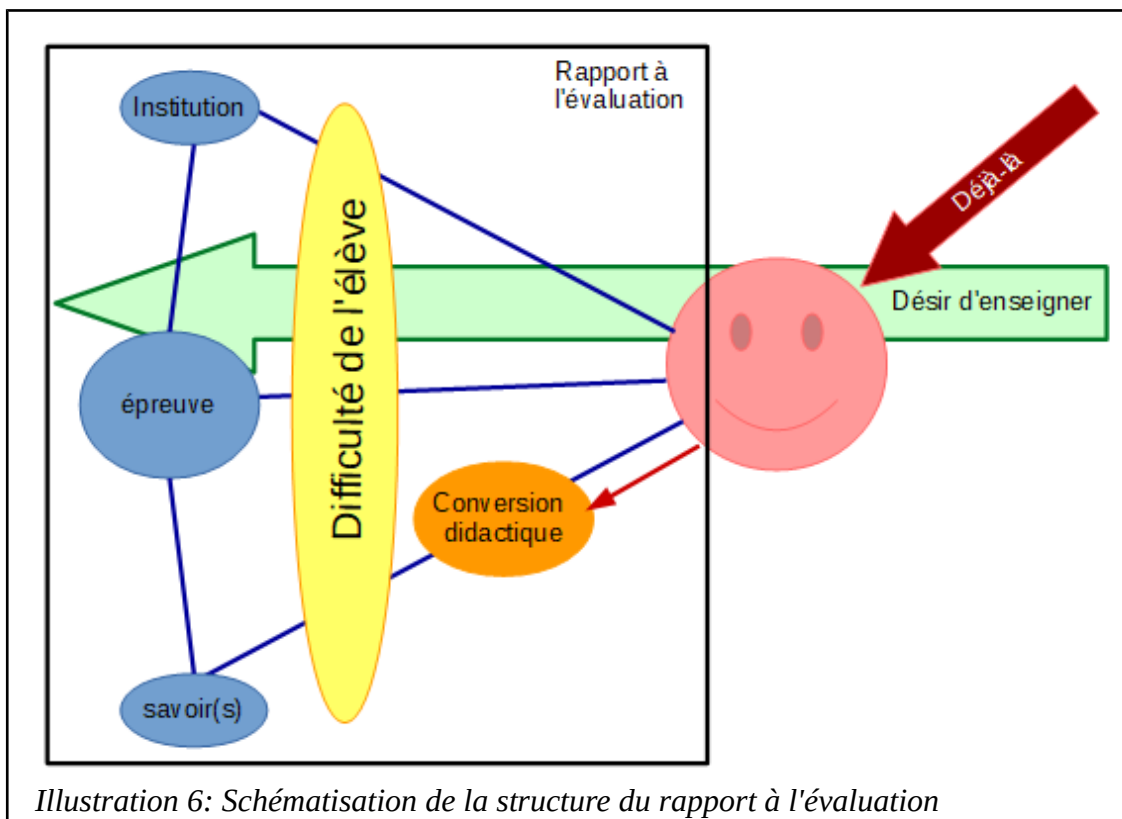 Rapport à
l'évaluation
Institution
Déjà-là
Difficulté de l'élève
Désir d'enseigner
épreuve
Conversion
didactique
savoir(s)
Illustration 6: Schématisation de la structure du rapport à l'évaluation